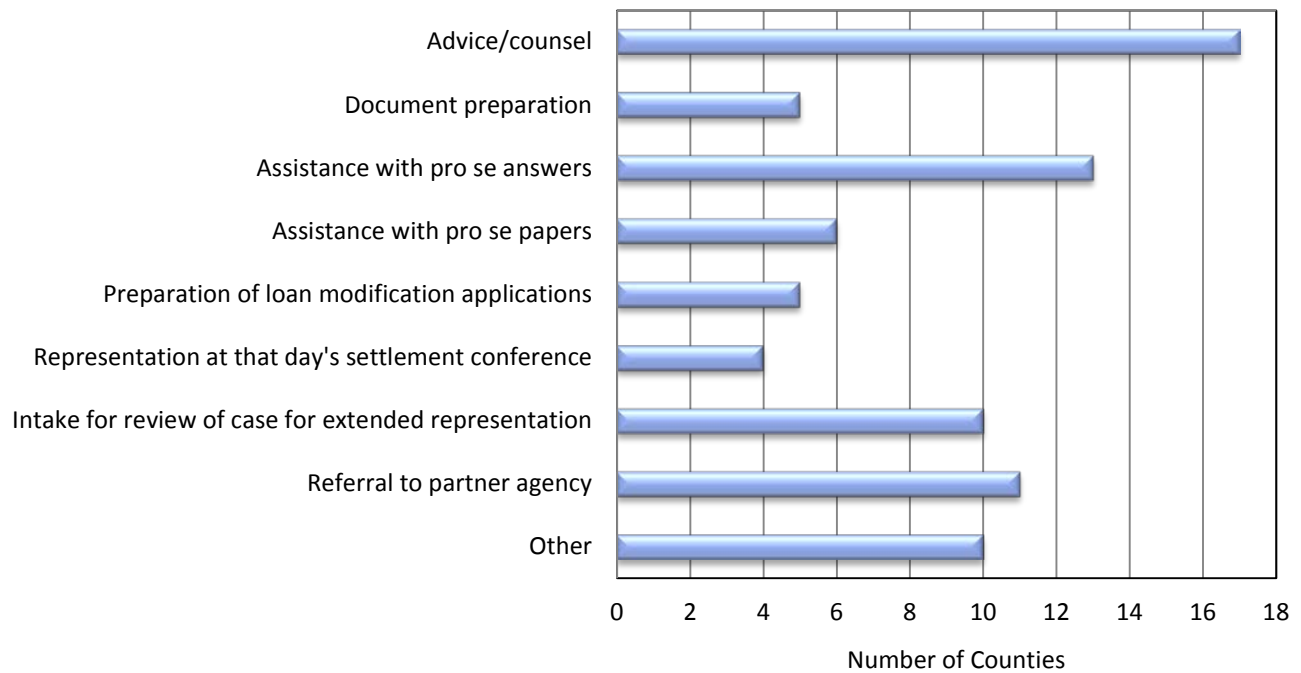 Advice/counsel
Document preparation
Assistance with pro se answers
Assistance with pro se papers
Preparation of loan modification applications
Representation at that day's settlement conference
Intake for review of case for extended representation
Referral to partner agency
Other
0 2 4 6 8 10 12 14 16 18
Number of Counties